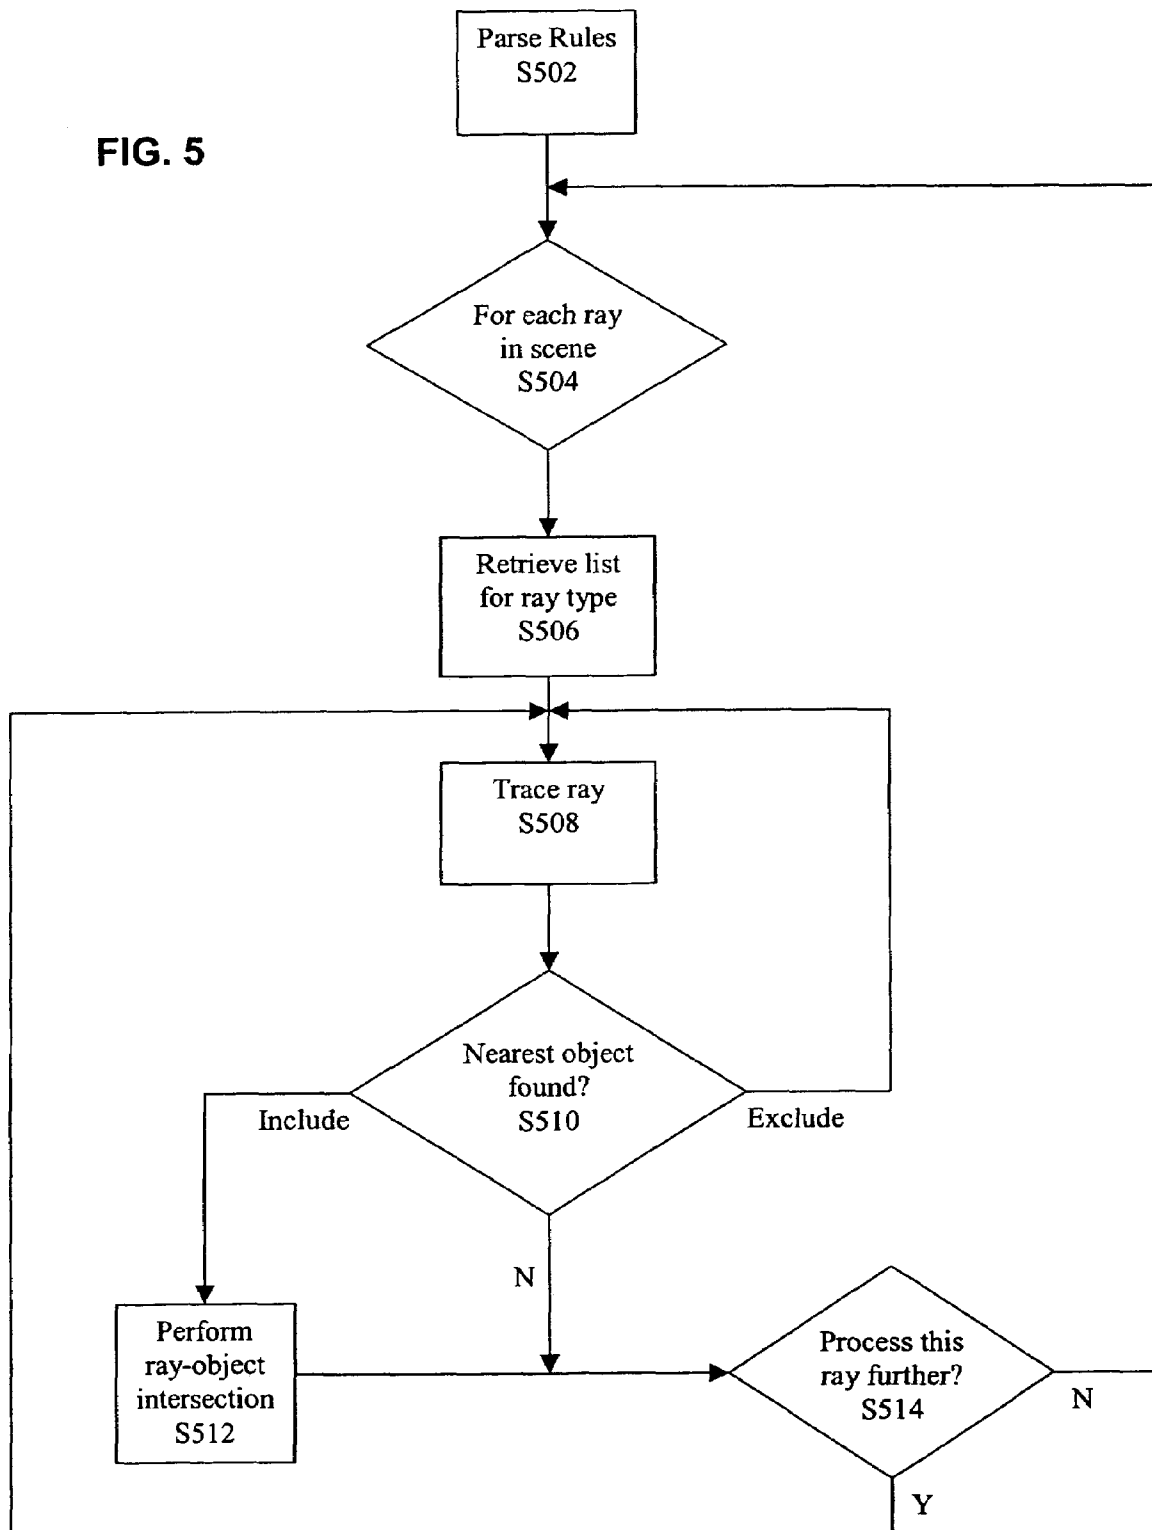 Parse Rules
S502
FIG. 5
For each ray
in scene
S504
Retrieve list
for ray type
S506
Trace ray
S508
Nearest object
found?
S510
Include
Exclude
N
Perform
ray-object
intersection
S512
Process this
ray further?
S514
N
Y